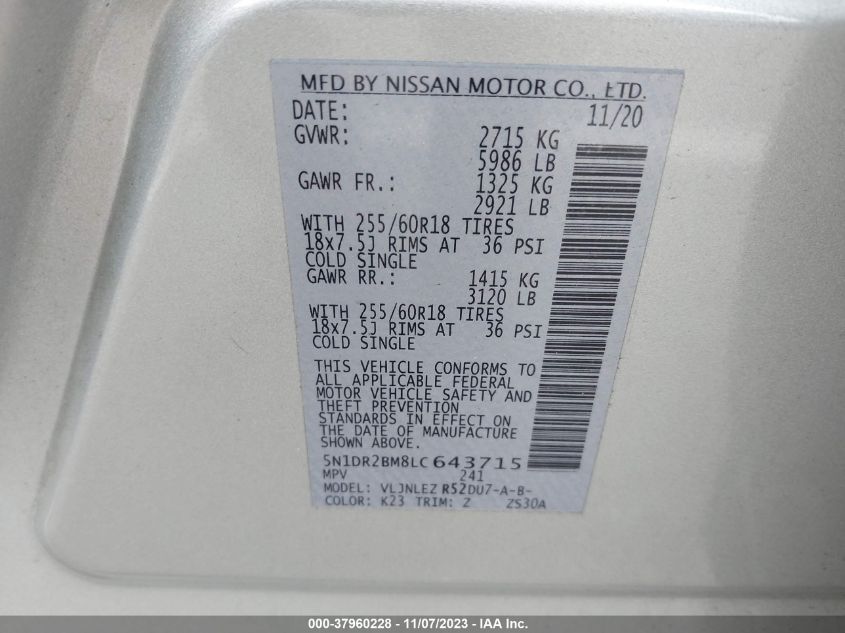 MFD BY NISSAN MOTOR CO., LTD.
DATE: 11/20
GVWR: 2715 KG
5986 LB
GAWR FR.: 1325 KG
2921 LB
WITH 255/60R18 TIRES
18x7.5J RIMS AT 36 PSI
COLD SINGLE
GAWR RR.: 1415 KG
3120 LB
WITH 255/60R18 TIRES
18x7.5J RIMS AT 36 PSI
COLD SINGLE
THIS VEHICLE CONFORMS TO
ALL APPLICABLE FEDERAL
MOTOR VEHICLE SAFETY AND
THEFT PREVENTION
STANDARDS IN EFFECT ON
THE DATE OF MANUFACTURE
SHOWN ABOVE.
5N1DR2BM8LC643715
MPV 241
MODEL: VLJNLEZ R52DU7-A-B-
COLOR: K23 TRIM: Z ZS30A
000-37960228 - 11/07/2023 - IAA Inc.